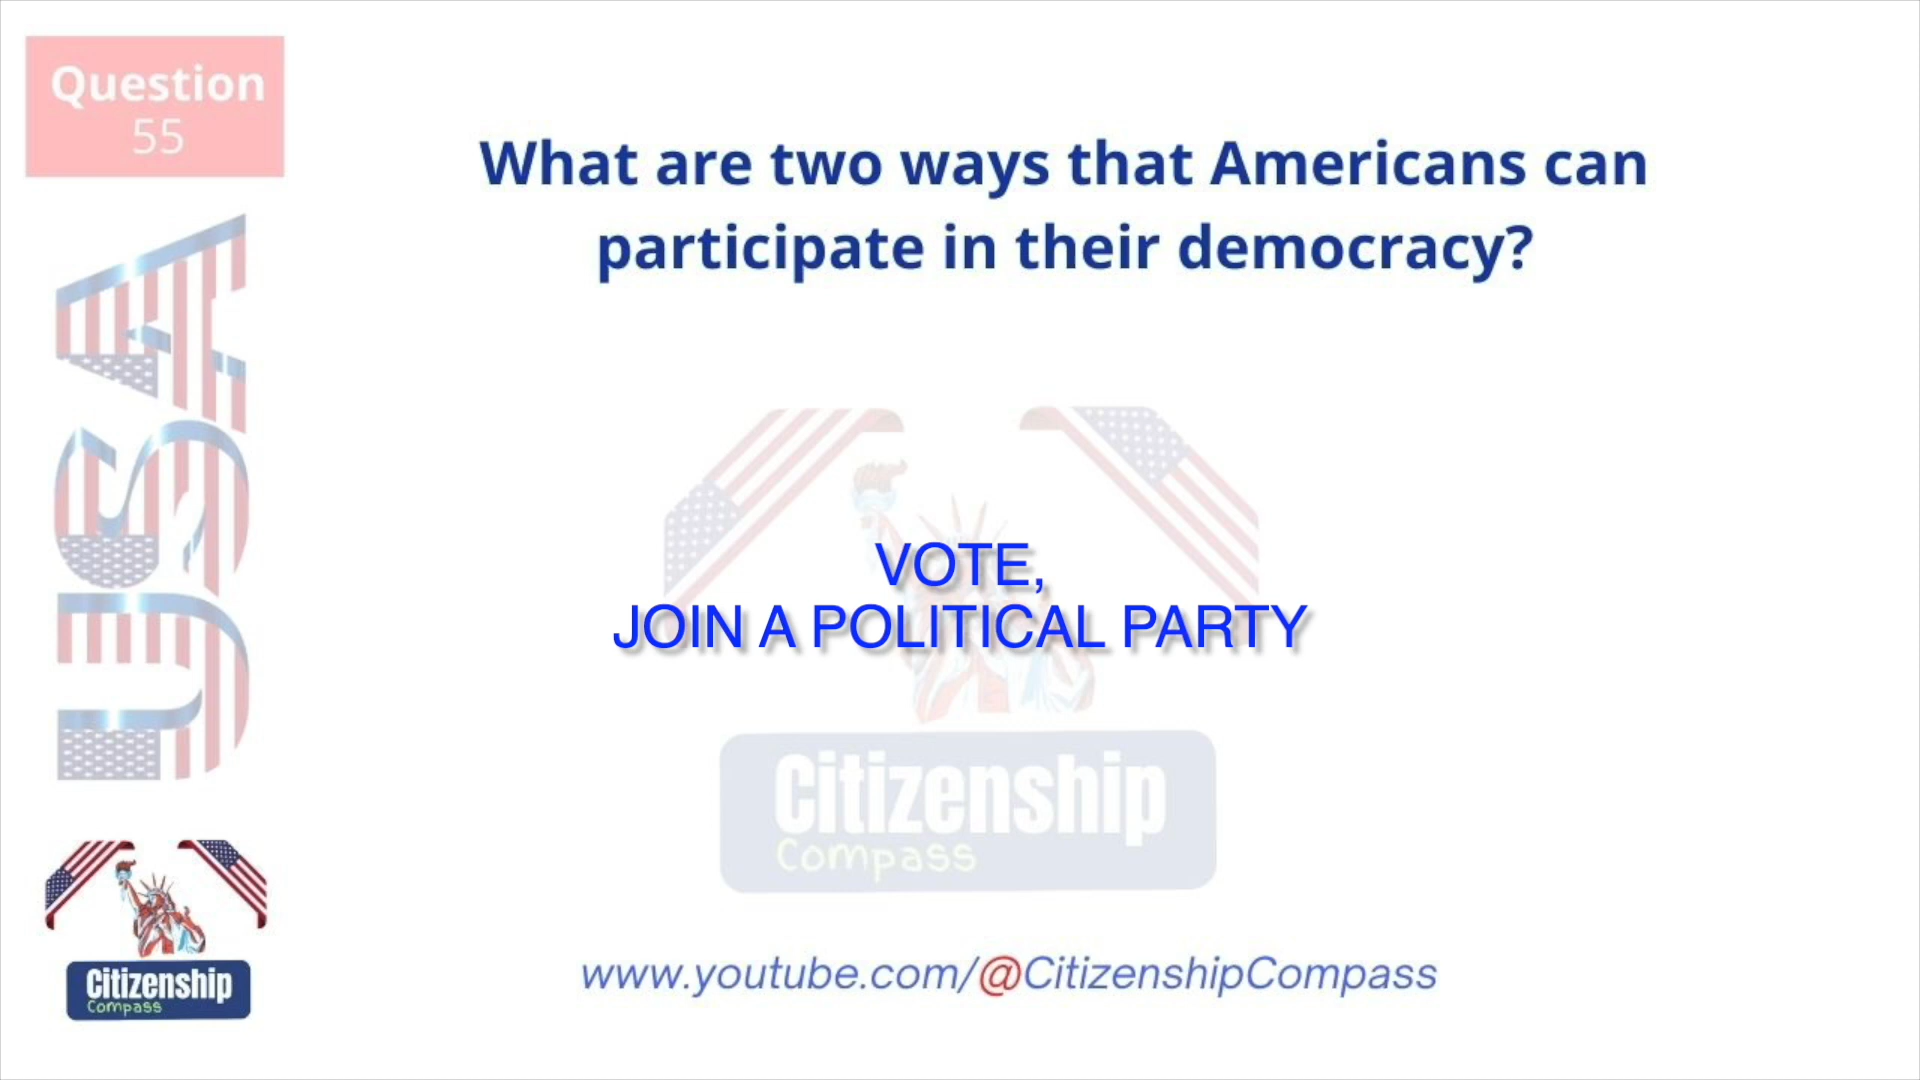 Question
55
What are two ways that Americans can
participate in their democracy?
VOTE,
JOIN A POLITICAL PARTY
USA
Citizenship
Compass
Citizenship
Compass
www.youtube.com/@CitizenshipCompass